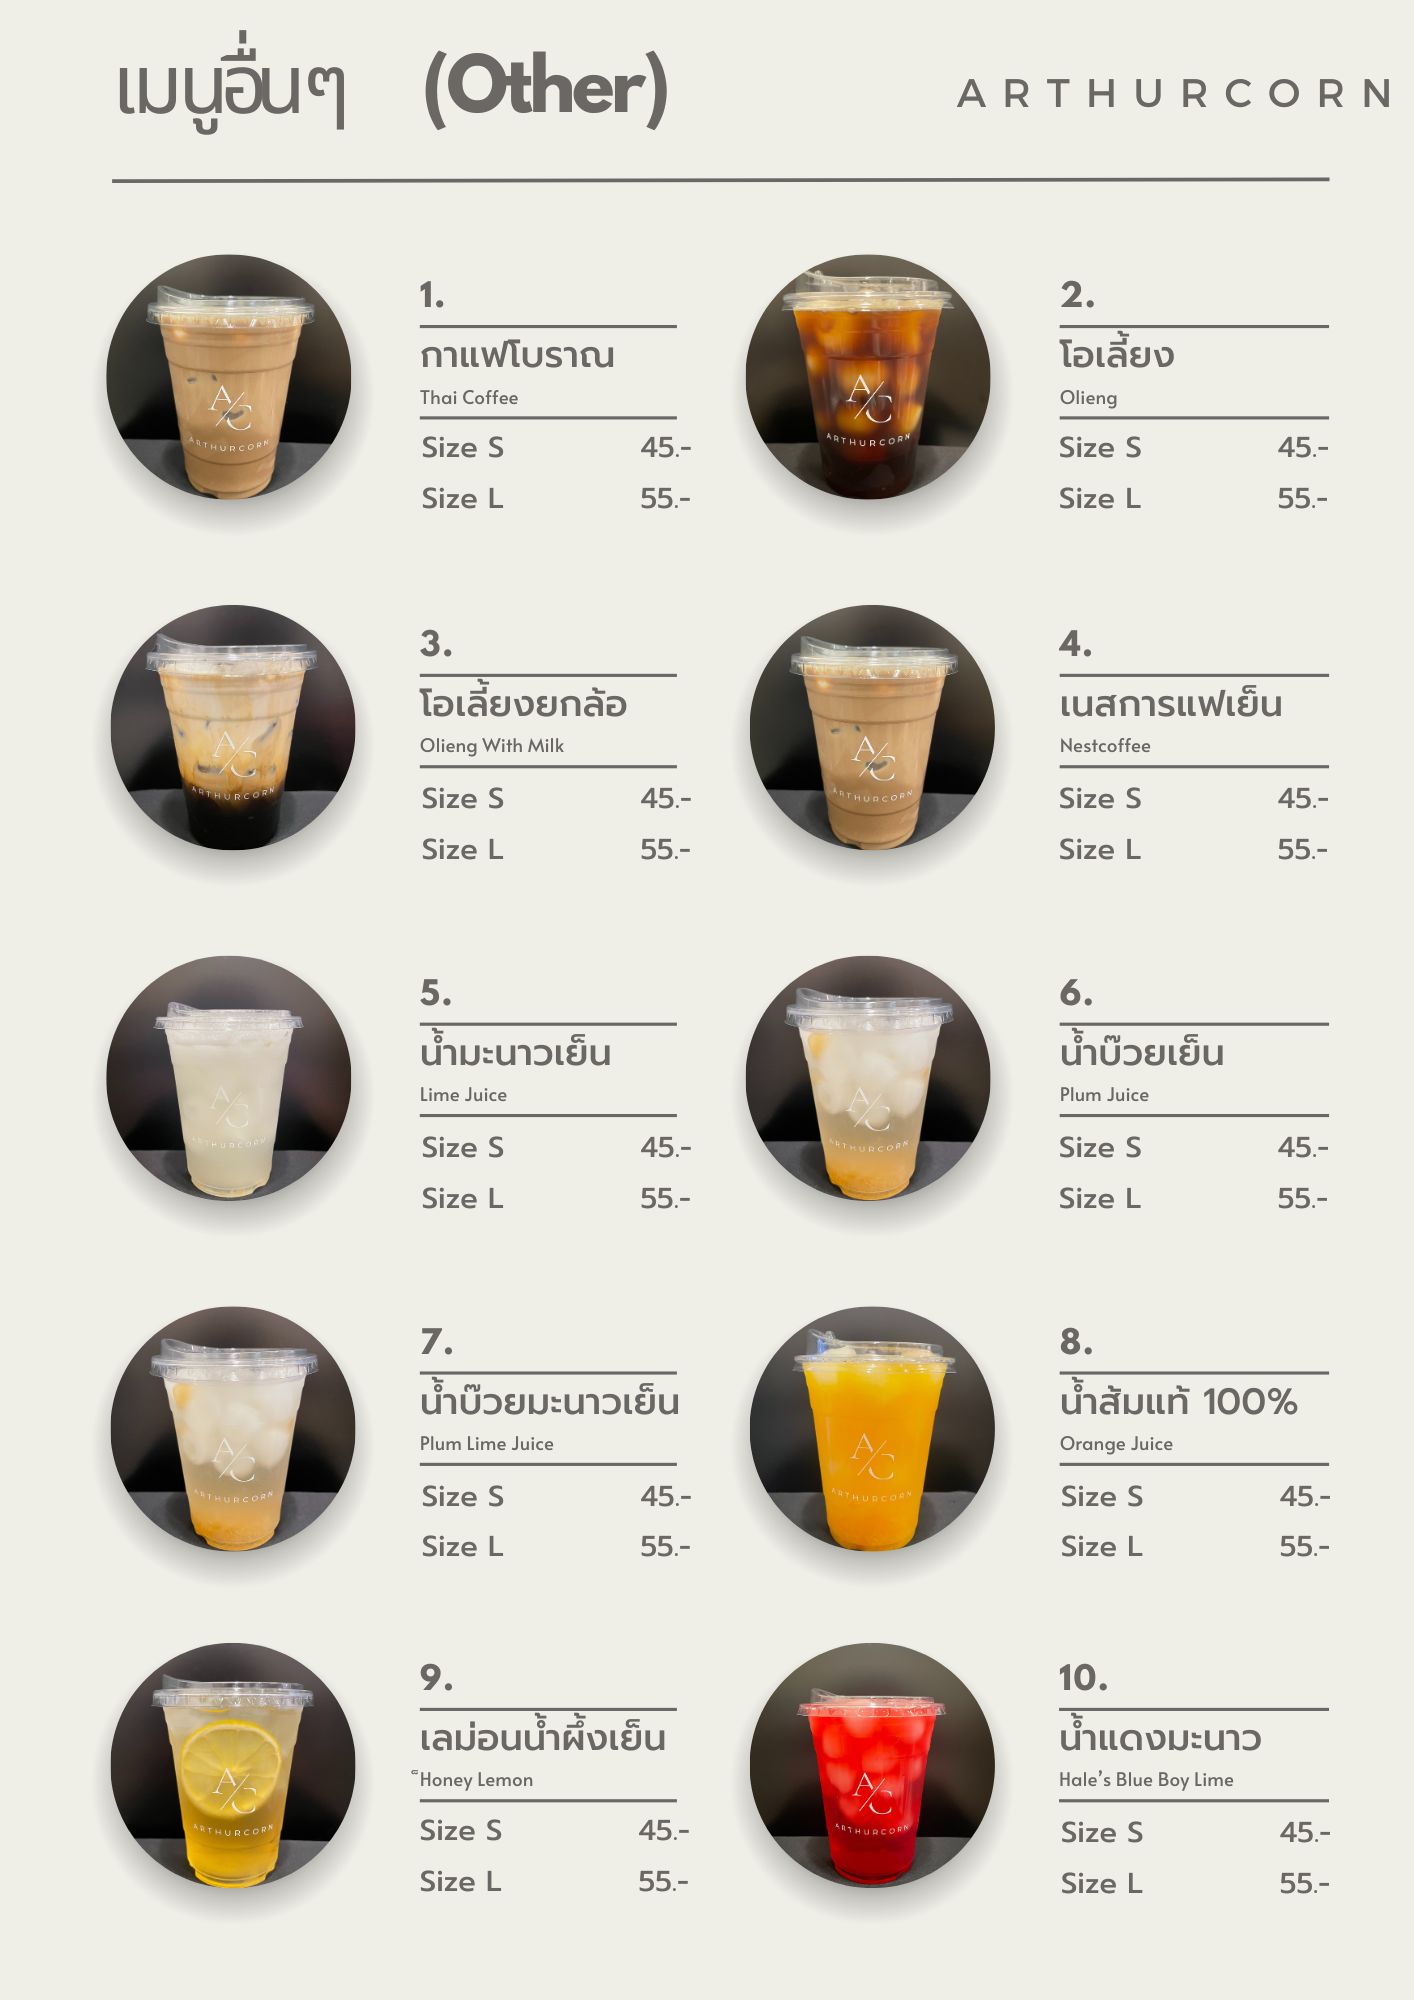 เมนูอื่นๆ (Other)
ARTHURCORN
1.
กาแฟโบราณ
Thai Coffee
Size S 45.-
Size L 55.-
2.
โอเลี้ยง
Olieng
Size S 45.-
Size L 55.-
3.
โอเลี้ยงยกล้อ
Olieng With Milk
Size S 45.-
Size L 55.-
4.
เนสการแฟเย็น
Nestcoffee
Size S 45.-
Size L 55.-
5.
น้ำมะนาวเย็น
Lime Juice
Size S 45.-
Size L 55.-
6.
น้ำบ๊วยเย็น
Plum Juice
Size S 45.-
Size L 55.-
7.
น้ำบ๊วยมะนาวเย็น
Plum Lime Juice
Size S 45.-
Size L 55.-
8.
น้ำส้มแท้ 100%
Orange Juice
Size S 45.-
Size L 55.-
9.
เลม่อนน้ำผึ้งเย็น
Honey Lemon
Size S 45.-
Size L 55.-
10.
น้ำแดงมะนาว
Hale's Blue Boy Lime
Size S 45.-
Size L 55.-
A/C
ARTHURCORN
A/C
ARTHURCORN
A/C
ARTHURCORN
A/C
ARTHURCORN
A/C
ARTHURCORN
A/C
ARTHURCORN
A/C
ARTHURCORN
A/C
ARTHURCORN
A/C
ARTHURCORN
A/C
ARTHURCORN